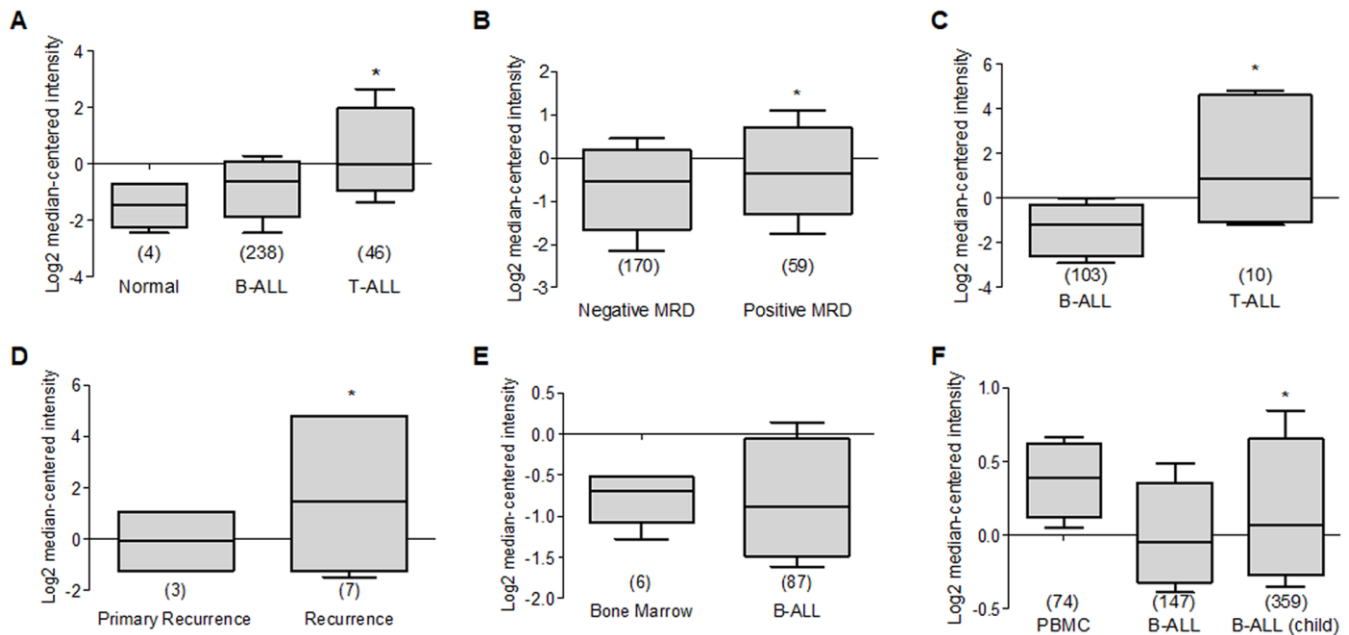 A
Log2 median-centered intensity
4
2
0
-2
-4
*
(4)
(238)
(46)
Normal
B-ALL
T-ALL
B
Log2 median-centered intensity
2
1
0
-1
-2
-3
*
(170)
(59)
Negative MRD
Positive MRD
C
Log2 median-centered intensity
6
4
2
0
-2
-4
*
(103)
(10)
B-ALL
T-ALL
D
Log2 median-centered intensity
6
4
2
0
-2
*
(3)
(7)
Primary Recurrence
Recurrence
E
Log2 median-centered intensity
0.5
0.0
-0.5
-1.0
-1.5
-2.0
(6)
(87)
Bone Marrow
B-ALL
F
Log2 median-centered intensity
1.0
0.5
0.0
-0.5
*
(74)
(147)
(359)
PBMC
B-ALL
B-ALL (child)